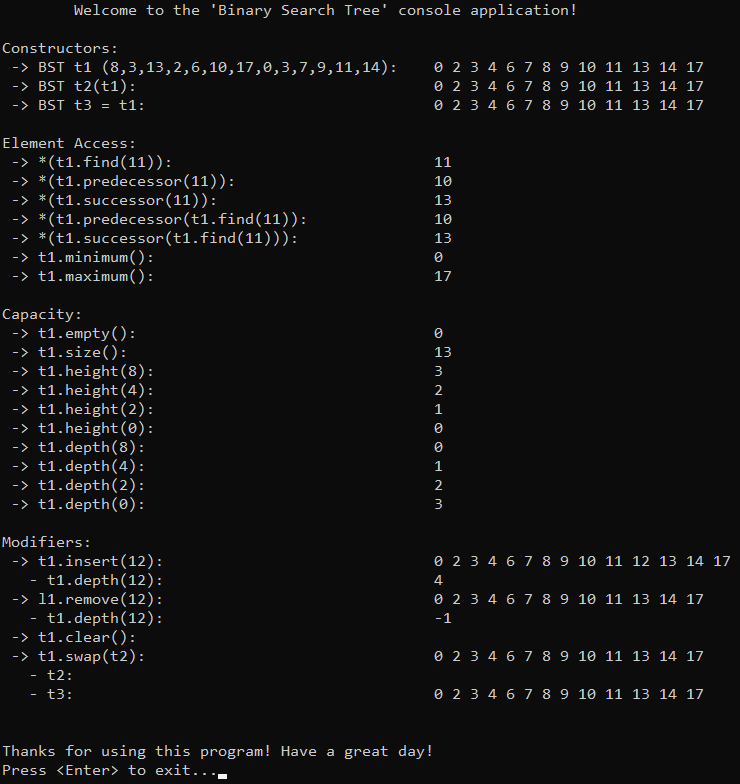 Welcome to the 'Binary Search Tree' console application!
Constructors:
-> BST t1 (8,3,13,2,6,10,17,0,3,7,9,11,14): 0 2 3 4 6 7 8 9 10 11 13 14 17
-> BST t2(t1): 0 2 3 4 6 7 8 9 10 11 13 14 17
-> BST t3 = t1: 0 2 3 4 6 7 8 9 10 11 13 14 17
Element Access:
-> *(t1.find(11)): 11
-> *(t1.predecessor(11)): 10
-> *(t1.successor(11)): 13
-> *(t1.predecessor(t1.find(11)): 10
-> *(t1.successor(t1.find(11))): 13
-> t1.minimum(): 0
-> t1.maximum(): 17
Capacity:
-> t1.empty(): 0
-> t1.size(): 13
-> t1.height(8): 3
-> t1.height(4): 2
-> t1.height(2): 1
-> t1.height(0): 0
-> t1.depth(8): 0
-> t1.depth(4): 1
-> t1.depth(2): 2
-> t1.depth(0): 3
Modifiers:
-> t1.insert(12): 0 2 3 4 6 7 8 9 10 11 12 13 14 17
- t1.depth(12): 4
-> l1.remove(12): 0 2 3 4 6 7 8 9 10 11 13 14 17
- t1.depth(12): -1
-> t1.clear():
-> t1.swap(t2): 0 2 3 4 6 7 8 9 10 11 13 14 17
- t2:
- t3: 0 2 3 4 6 7 8 9 10 11 13 14 17
Thanks for using this program! Have a great day!
Press <Enter> to exit...